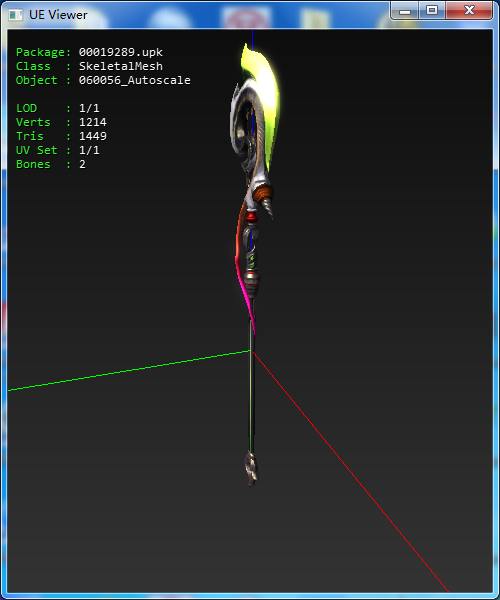 UE Viewer
Package: 00019289.upk
Class : SkeletalMesh
Object : 060056_Autoscale
LOD : 1/1
Verts : 1214
Tris : 1449
UV Set : 1/1
Bones : 2